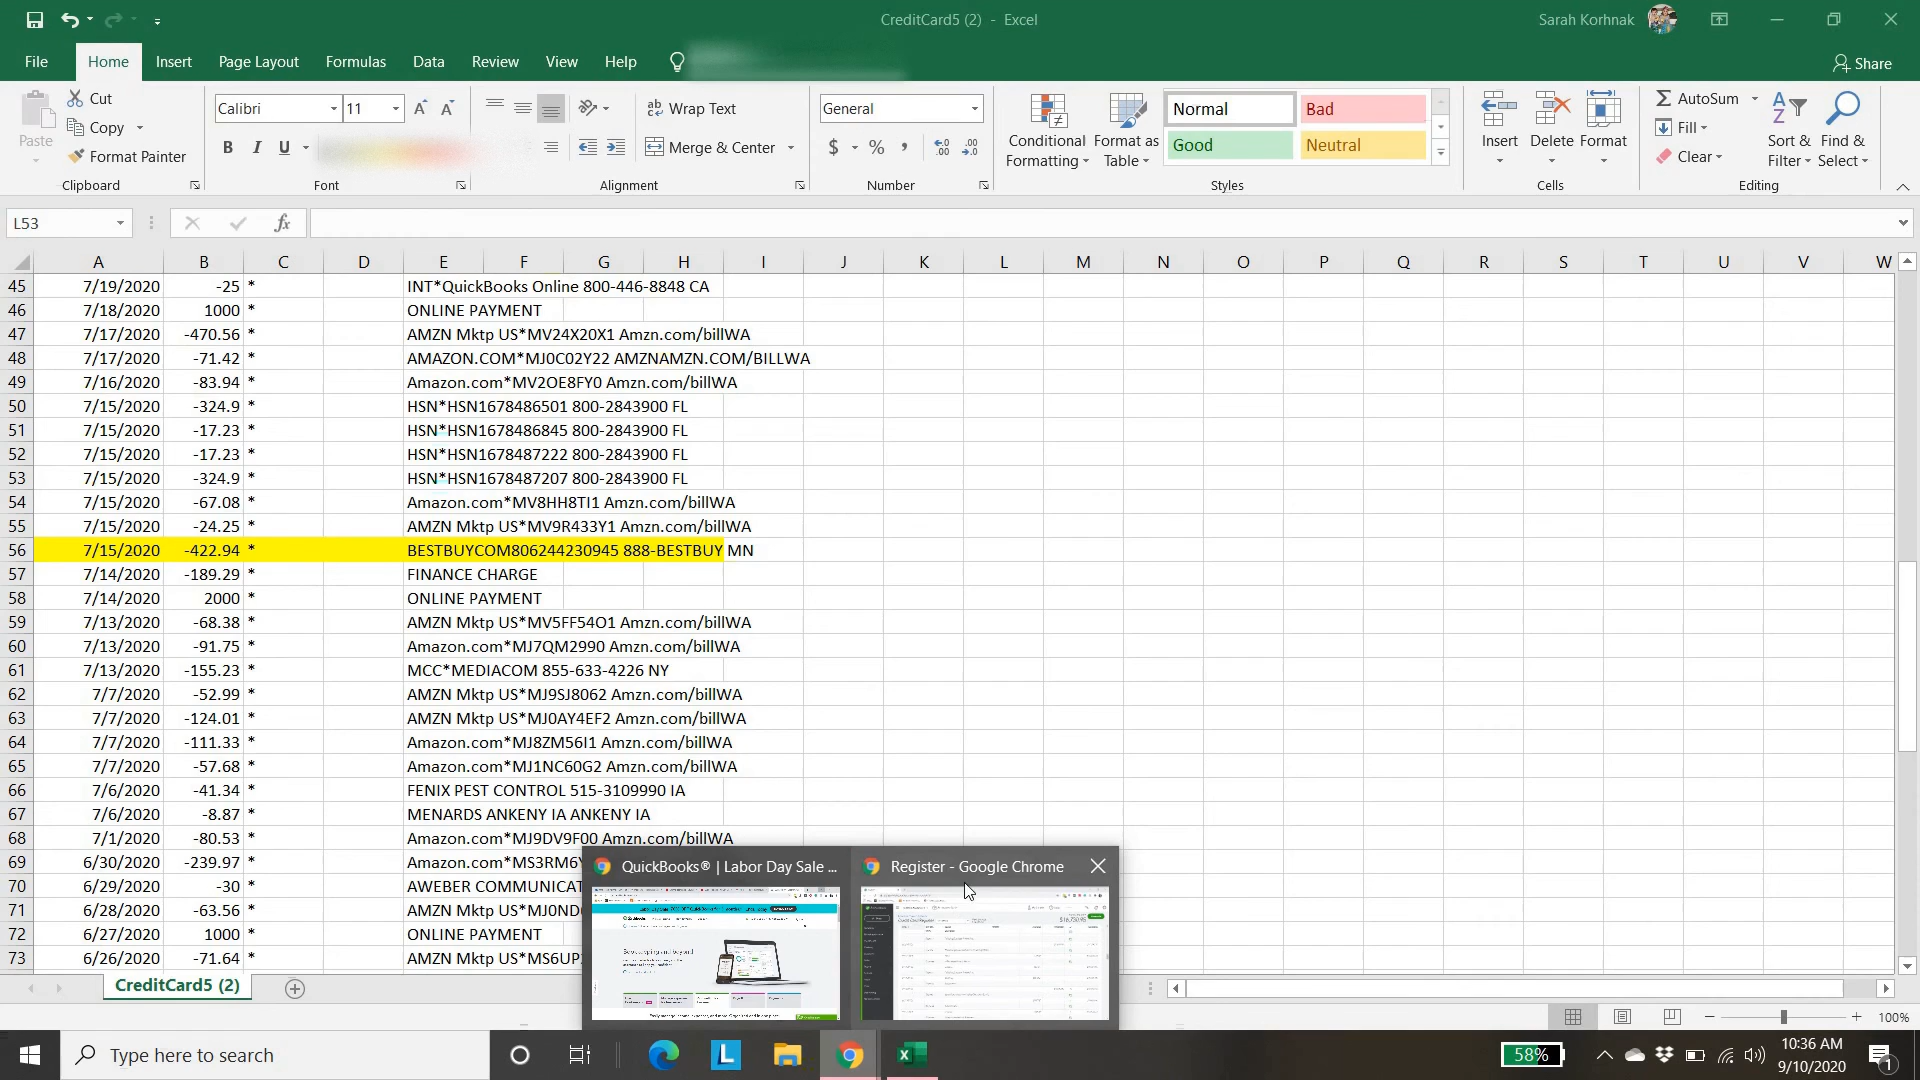 CreditCard5 (2) - Excel
Sarah Korhnak
File Home Insert Page Layout Formulas Data Review View Help
Share
Paste
Cut
Copy
Format Painter
Clipboard
Calibri 11
B I U
Font
Wrap Text
Merge & Center
Alignment
General
$ % ,
Number
Conditional Formatting
Format as Table
Normal Bad
Good Neutral
Styles
Insert Delete Format
Cells
AutoSum
Fill
Clear
Sort & Filter
Find & Select
Editing
L53 fx
A B C D E F G H I J K L M N O P Q R S T U V W
45 7/19/2020 -25 * INT*QuickBooks Online 800-446-8848 CA
46 7/18/2020 1000 * ONLINE PAYMENT
47 7/17/2020 -470.56 * AMZN Mktp US*MV24X20X1 Amzn.com/billWA
48 7/17/2020 -71.42 * AMAZON.COM*MJ0C02Y22 AMZNAMZN.COM/BILLWA
49 7/16/2020 -83.94 * Amazon.com*MV2OE8FY0 Amzn.com/billWA
50 7/15/2020 -324.9 * HSN*HSN1678486501 800-2843900 FL
51 7/15/2020 -17.23 * HSN*HSN1678486845 800-2843900 FL
52 7/15/2020 -17.23 * HSN*HSN1678487222 800-2843900 FL
53 7/15/2020 -324.9 * HSN*HSN1678487207 800-2843900 FL
54 7/15/2020 -67.08 * Amazon.com*MV8HH8TI1 Amzn.com/billWA
55 7/15/2020 -24.25 * AMZN Mktp US*MV9R433Y1 Amzn.com/billWA
56 7/15/2020 -422.94 * BESTBUYCOM806244230945 888-BESTBUY MN
57 7/14/2020 -189.29 * FINANCE CHARGE
58 7/14/2020 2000 * ONLINE PAYMENT
59 7/13/2020 -68.38 * AMZN Mktp US*MV5FF54O1 Amzn.com/billWA
60 7/13/2020 -91.75 * Amazon.com*MJ7QM2990 Amzn.com/billWA
61 7/13/2020 -155.23 * MCC*MEDIACOM 855-633-4226 NY
62 7/7/2020 -52.99 * AMZN Mktp US*MJ9SJ8062 Amzn.com/billWA
63 7/7/2020 -124.01 * AMZN Mktp US*MJ0AY4EF2 Amzn.com/billWA
64 7/7/2020 -111.33 * Amazon.com*MJ8ZM56I1 Amzn.com/billWA
65 7/7/2020 -57.68 * Amazon.com*MJ1NC60G2 Amzn.com/billWA
66 7/6/2020 -41.34 * FENIX PEST CONTROL 515-3109990 IA
67 7/6/2020 -8.87 * MENARDS ANKENY IA ANKENY IA
68 7/1/2020 -80.53 * Amazon.com*MJ9DV9F00 Amzn.com/billWA
69 6/30/2020 -239.97 * Amazon.com*MS3RM6
70 6/29/2020 -30 * AWEBER COMMUNICAT
71 6/28/2020 -63.56 * AMZN Mktp US*MJ0ND
72 6/27/2020 1000 * ONLINE PAYMENT
73 6/26/2020 -71.64 * AMZN Mktp US*MS6UP
QuickBooks® | Labor Day Sale ...
Register - Google Chrome
CreditCard5 (2)
100%
Type here to search
L
58%
10:36 AM
9/10/2020
1